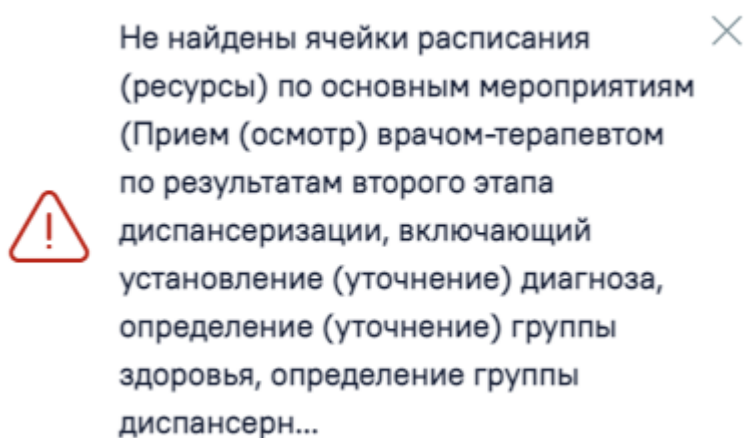 Не найдены ячейки расписания
(ресурсы) по основным мероприятиям
(Прием (осмотр) врачом-терапевтом
по результатам второго этапа
диспансеризации, включающий
установление (уточнение) диагноза,
определение (уточнение) группы
здоровья, определение группы
диспансерн...